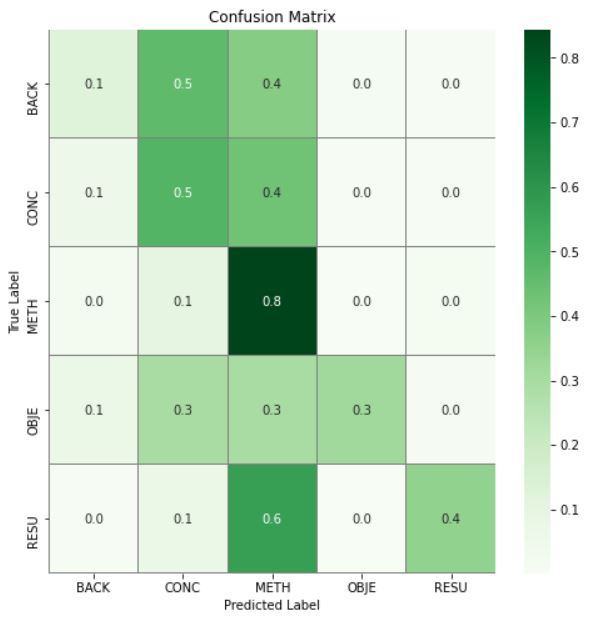 Confusion Matrix
BACK 0.1 0.5 0.4 0.0 0.0
CONC 0.1 0.5 0.4 0.0 0.0
METH 0.0 0.1 0.8 0.0 0.0
OBJE 0.1 0.3 0.3 0.3 0.0
RESU 0.0 0.1 0.6 0.0 0.4
True Label
BACK CONC METH OBJE RESU
Predicted Label
0.8
0.7
0.6
0.5
0.4
0.3
0.2
0.1